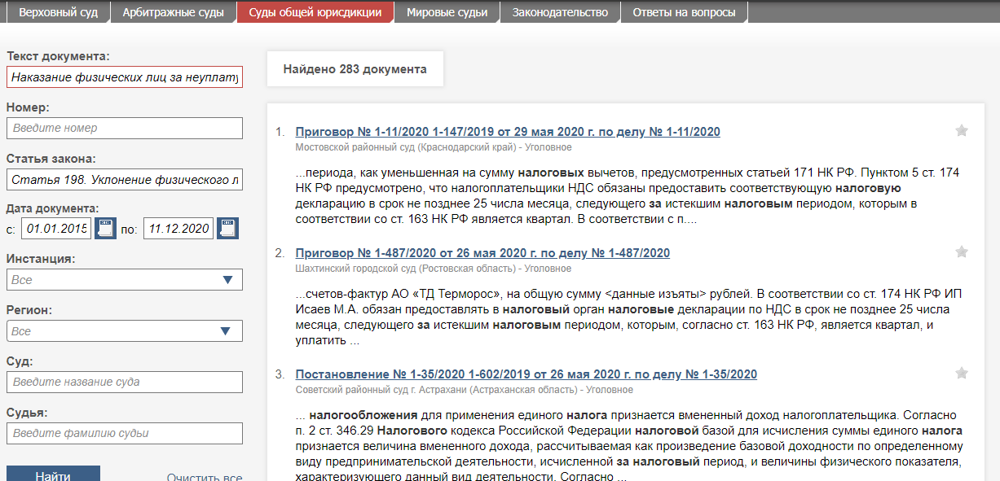 Верховный суд
Арбитражные суды
Суды общей юрисдикции
Мировые судьи
Законодательство
Ответы на вопросы
Текст документа:
Наказание физических лиц за неуплату
Номер:
Введите номер
Статья закона:
Статья 198. Уклонение физического л
Дата документа:
с: 01.01.2015 по: 11.12.2020
Инстанция:
Все
Регион:
Все
Суд:
Введите название суда
Судья:
Введите фамилию судьи
Найти
Очистить все
Найдено 283 документа
1. Приговор № 1-11/2020 1-147/2019 от 29 мая 2020 г. по делу № 1-11/2020
Мостовской районный суд (Краснодарский край) - Уголовное
...периода, как уменьшенная на сумму налоговых вычетов, предусмотренных статьей 171 НК РФ. Пунктом 5 ст. 174
НК РФ предусмотрено, что налогоплательщики НДС обязаны предоставить соответствующую налоговую
декларацию в срок не позднее 25 числа месяца, следующего за истекшим налоговым периодом, которым в
соответствии со ст. 163 НК РФ является квартал. В соответствии с п....
2. Приговор № 1-487/2020 от 26 мая 2020 г. по делу № 1-487/2020
Шахтинский городской суд (Ростовская область) - Уголовное
...счетов-фактур АО «ТД Терморос», на общую сумму <данные изъяты> рублей. В соответствии со ст. 174 НК РФ ИП
Исаев М.А. обязан предоставлять в налоговый орган налоговые декларации по НДС в срок не позднее 25 числа
месяца, следующего за истекшим налоговым периодом, которым, согласно ст. 163 НК РФ, является квартал, и
уплатить ...
3. Постановление № 1-35/2020 1-602/2019 от 26 мая 2020 г. по делу № 1-35/2020
Советский районный суд г. Астрахани (Астраханская область) - Уголовное
... налогообложения для применения единого налога признается вмененный доход налогоплательщика. Согласно
п. 2 ст. 346.29 Налогового кодекса Российской Федерации налоговой базой для исчисления суммы единого налога
признается величина вмененного дохода, рассчитываемая как произведение базовой доходности по определенному
виду предпринимательской деятельности, исчисленной за налоговый период, и величины физического показателя,
характеризующего данный вид деятельности. Согласно ...